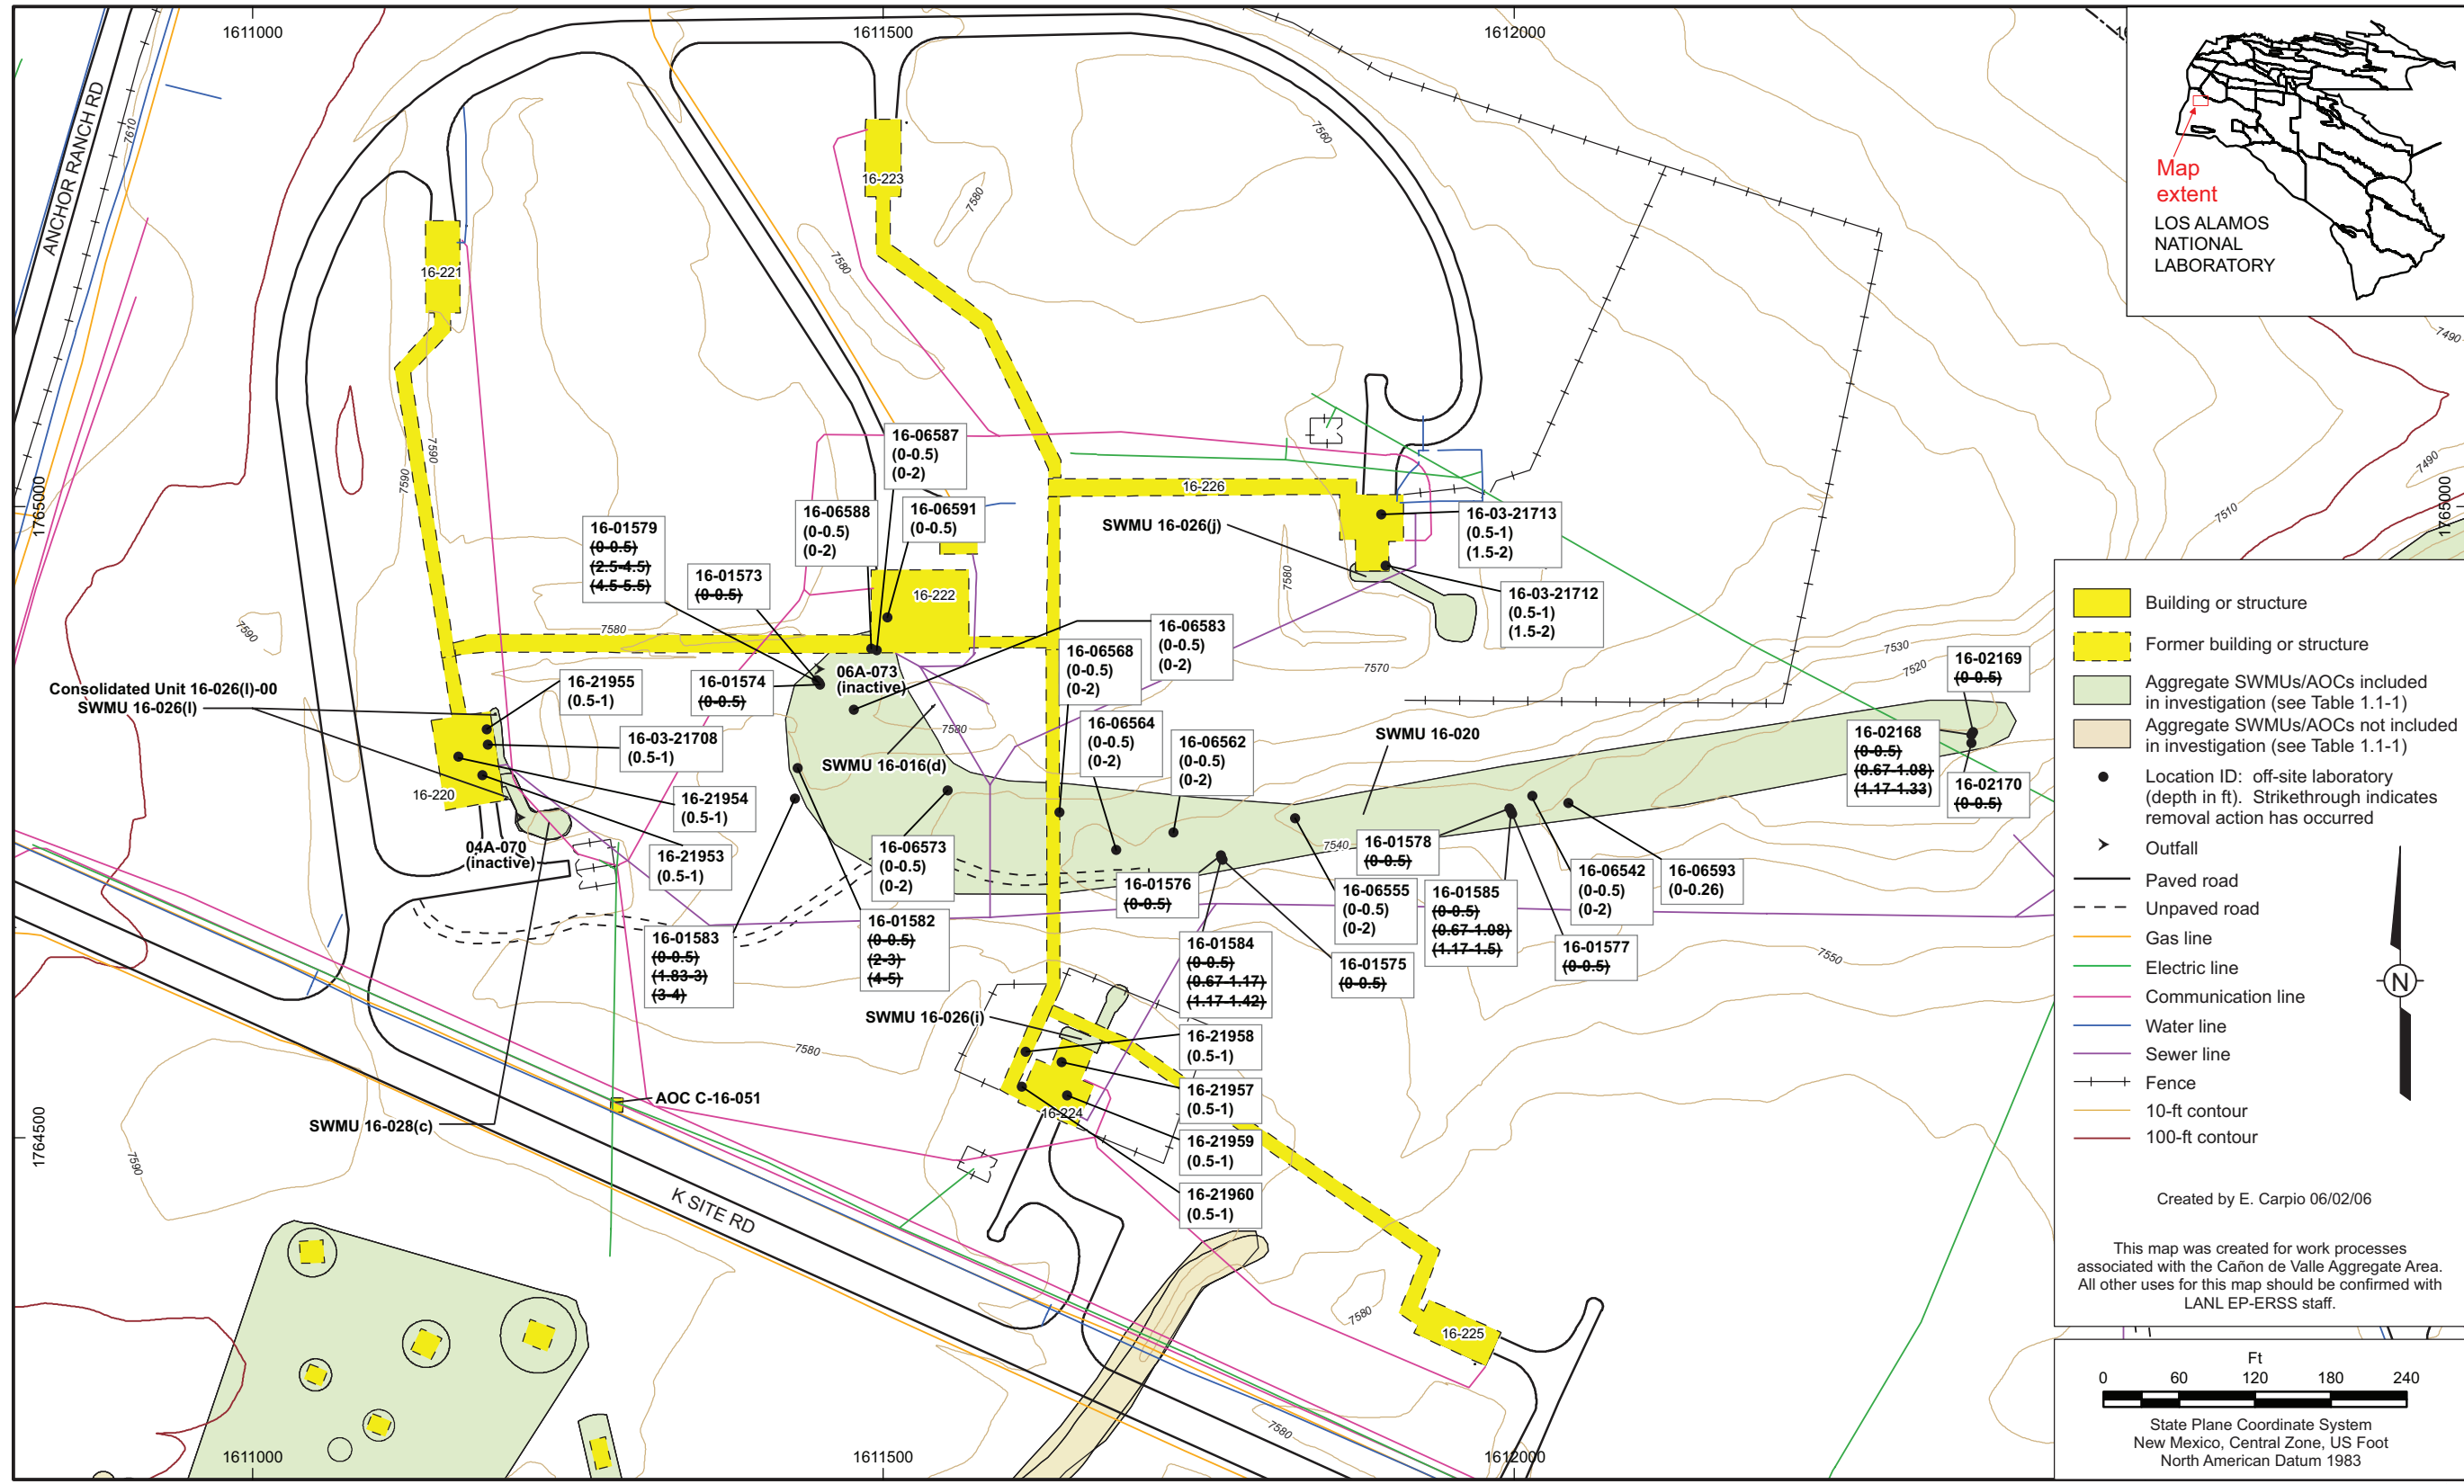 1611000
1611500
1612000
ANCHOR RANCH RD
7610
7560
16-223
7580
7580
16-221
Map
extent
LOS ALAMOS
NATIONAL
LABORATORY
7490
7490
7510
1765000
1765000
7590
7590
16-06587
(0-0.5)
(0-2)
16-06588
(0-0.5)
(0-2)
16-06591
(0-0.5)
16-226
SWMU 16-026(j)
16-03-21713
(0.5-1)
(1.5-2)
16-01579
(0-0.5)
(2.5-4.5)
(4.5-5.5)
16-01573
(0-0.5)
16-222
7580
16-03-21712
(0.5-1)
(1.5-2)
7590
7580
16-06583
(0-0.5)
(0-2)
16-06568
(0-0.5)
(0-2)
7570
7530
7520
16-02169
(0-0.5)
Consolidated Unit 16-026(l)-00
SWMU 16-026(l)
16-21955
(0.5-1)
16-01574
(0-0.5)
06A-073
(inactive)
16-03-21708
(0.5-1)
7580
16-06564
(0-0.5)
(0-2)
16-06562
(0-0.5)
(0-2)
SWMU 16-020
16-02168
(0-0.5)
(0.67-1.08)
(1.17-1.33)
SWMU 16-016(d)
16-02170
(0-0.5)
16-220
16-21954
(0.5-1)
04A-070
(inactive)
16-21953
(0.5-1)
16-06573
(0-0.5)
(0-2)
7540
16-01578
(0-0.5)
16-01576
(0-0.5)
16-06555
(0-0.5)
(0-2)
16-01585
(0-0.5)
(0.67-1.08)
(1.17-1.5)
16-06542
(0-0.5)
(0-2)
16-06593
(0-0.26)
16-01583
(0-0.5)
(1.83-3)
(3-4)
16-01582
(0-0.5)
(2-3)
(4-5)
16-01584
(0-0.5)
(0.67-1.17)
(1.17-1.42)
16-01575
(0-0.5)
16-01577
(0-0.5)
7550
SWMU 16-026(i)
7580
16-21958
(0.5-1)
16-21957
(0.5-1)
AOC C-16-051
16-224
SWMU 16-028(c)
16-21959
(0.5-1)
16-21960
(0.5-1)
1764500
7590
K SITE RD
7580
16-225
7580
1611000
1611500
1612000
Building or structure
Former building or structure
Aggregate SWMUs/AOCs included
in investigation (see Table 1.1-1)
Aggregate SWMUs/AOCs not included
in investigation (see Table 1.1-1)
Location ID: off-site laboratory
(depth in ft). Strikethrough indicates
removal action has occurred
Outfall
Paved road
Unpaved road
Gas line
Electric line
Communication line
Water line
Sewer line
Fence
10-ft contour
100-ft contour
N
Created by E. Carpio 06/02/06
This map was created for work processes
associated with the Cañon de Valle Aggregate Area.
All other uses for this map should be confirmed with
LANL EP-ERSS staff.
Ft
0 60 120 180 240
State Plane Coordinate System
New Mexico, Central Zone, US Foot
North American Datum 1983